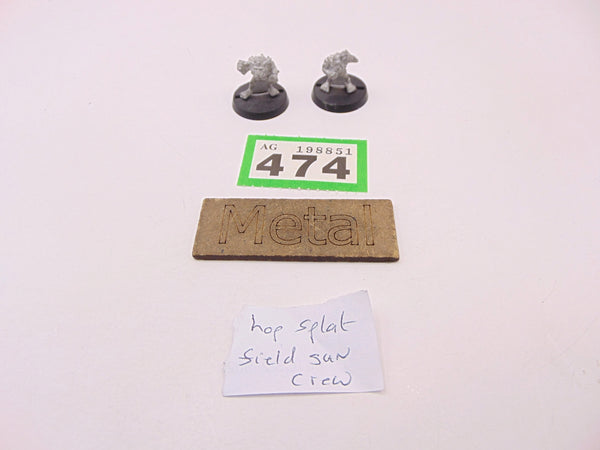 AG 198851
474
Metal
hop splat
field gun
crew